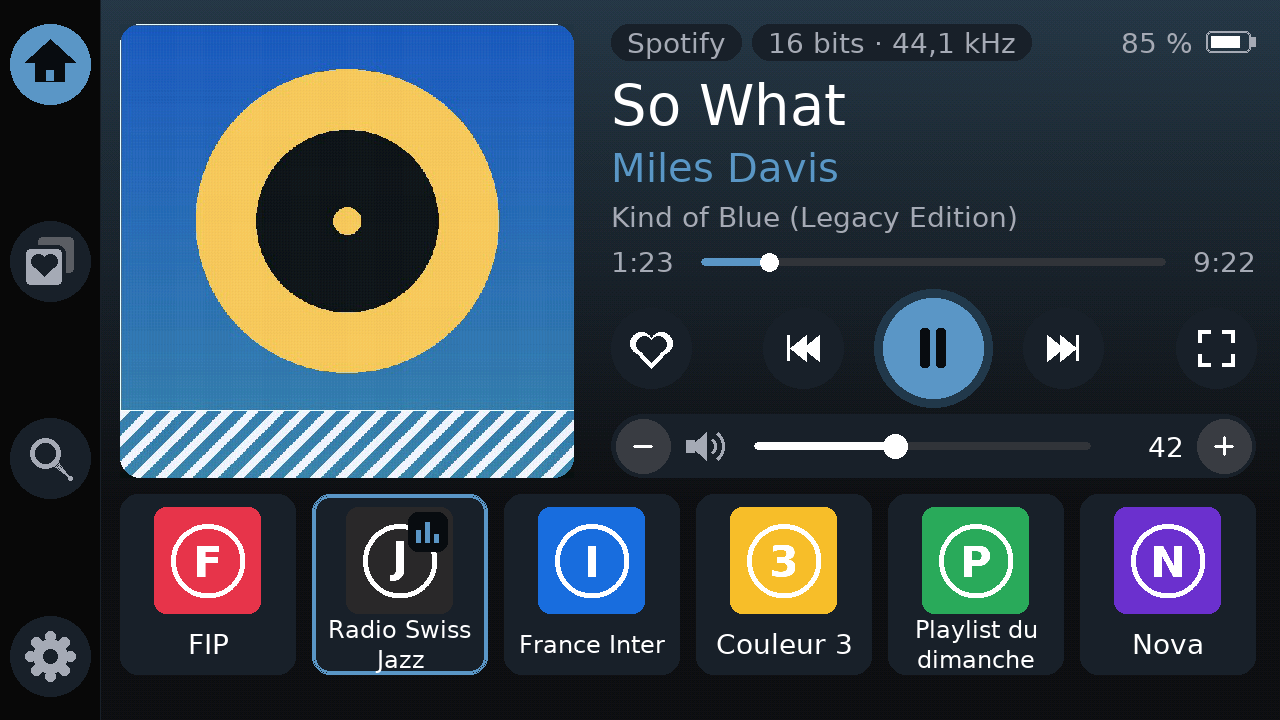 Spotify
16 bits · 44,1 kHz
85 %
So What
Miles Davis
Kind of Blue (Legacy Edition)
1:23
9:22
42
F
FIP
J
Radio Swiss
Jazz
I
France Inter
3
Couleur 3
P
Playlist du
dimanche
N
Nova